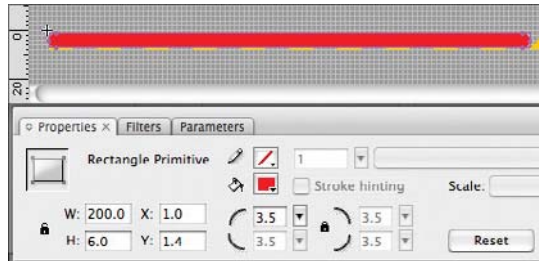 0
20
Properties × Filters Parameters
Rectangle Primitive 1
Stroke hinting Scale:
W: 200.0 X: 1.0 3.5 3.5
H: 6.0 Y: 1.4 3.5 3.5 Reset